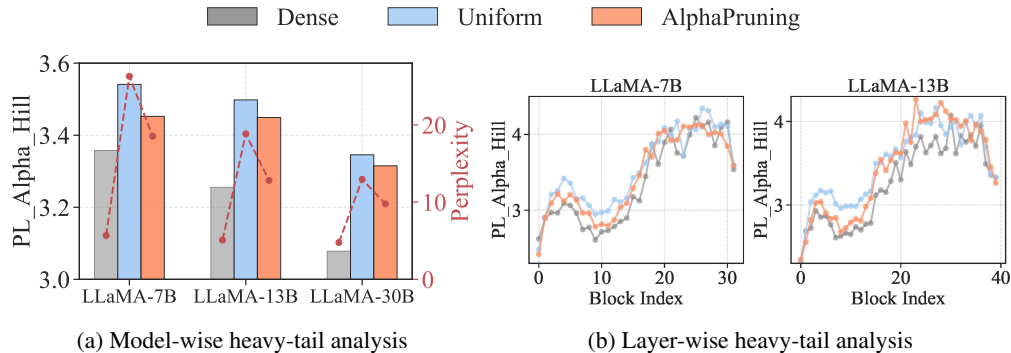 Dense Uniform AlphaPruning
PL_Alpha_Hill
3.6
3.4
3.2
3.0
20
10
0
Perplexity
LLaMA-7B LLaMA-13B LLaMA-30B
(a) Model-wise heavy-tail analysis
LLaMA-7B
PL_Alpha_Hill
4
3
0 10 20 30
Block Index
LLaMA-13B
PL_Alpha_Hill
4
3
0 20 40
Block Index
(b) Layer-wise heavy-tail analysis